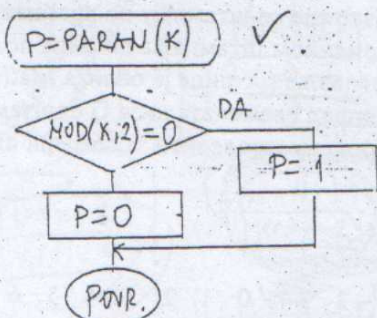 P=PARAN(K)
MOD(K,2)=0
DA
P=1
P=0
POVR.